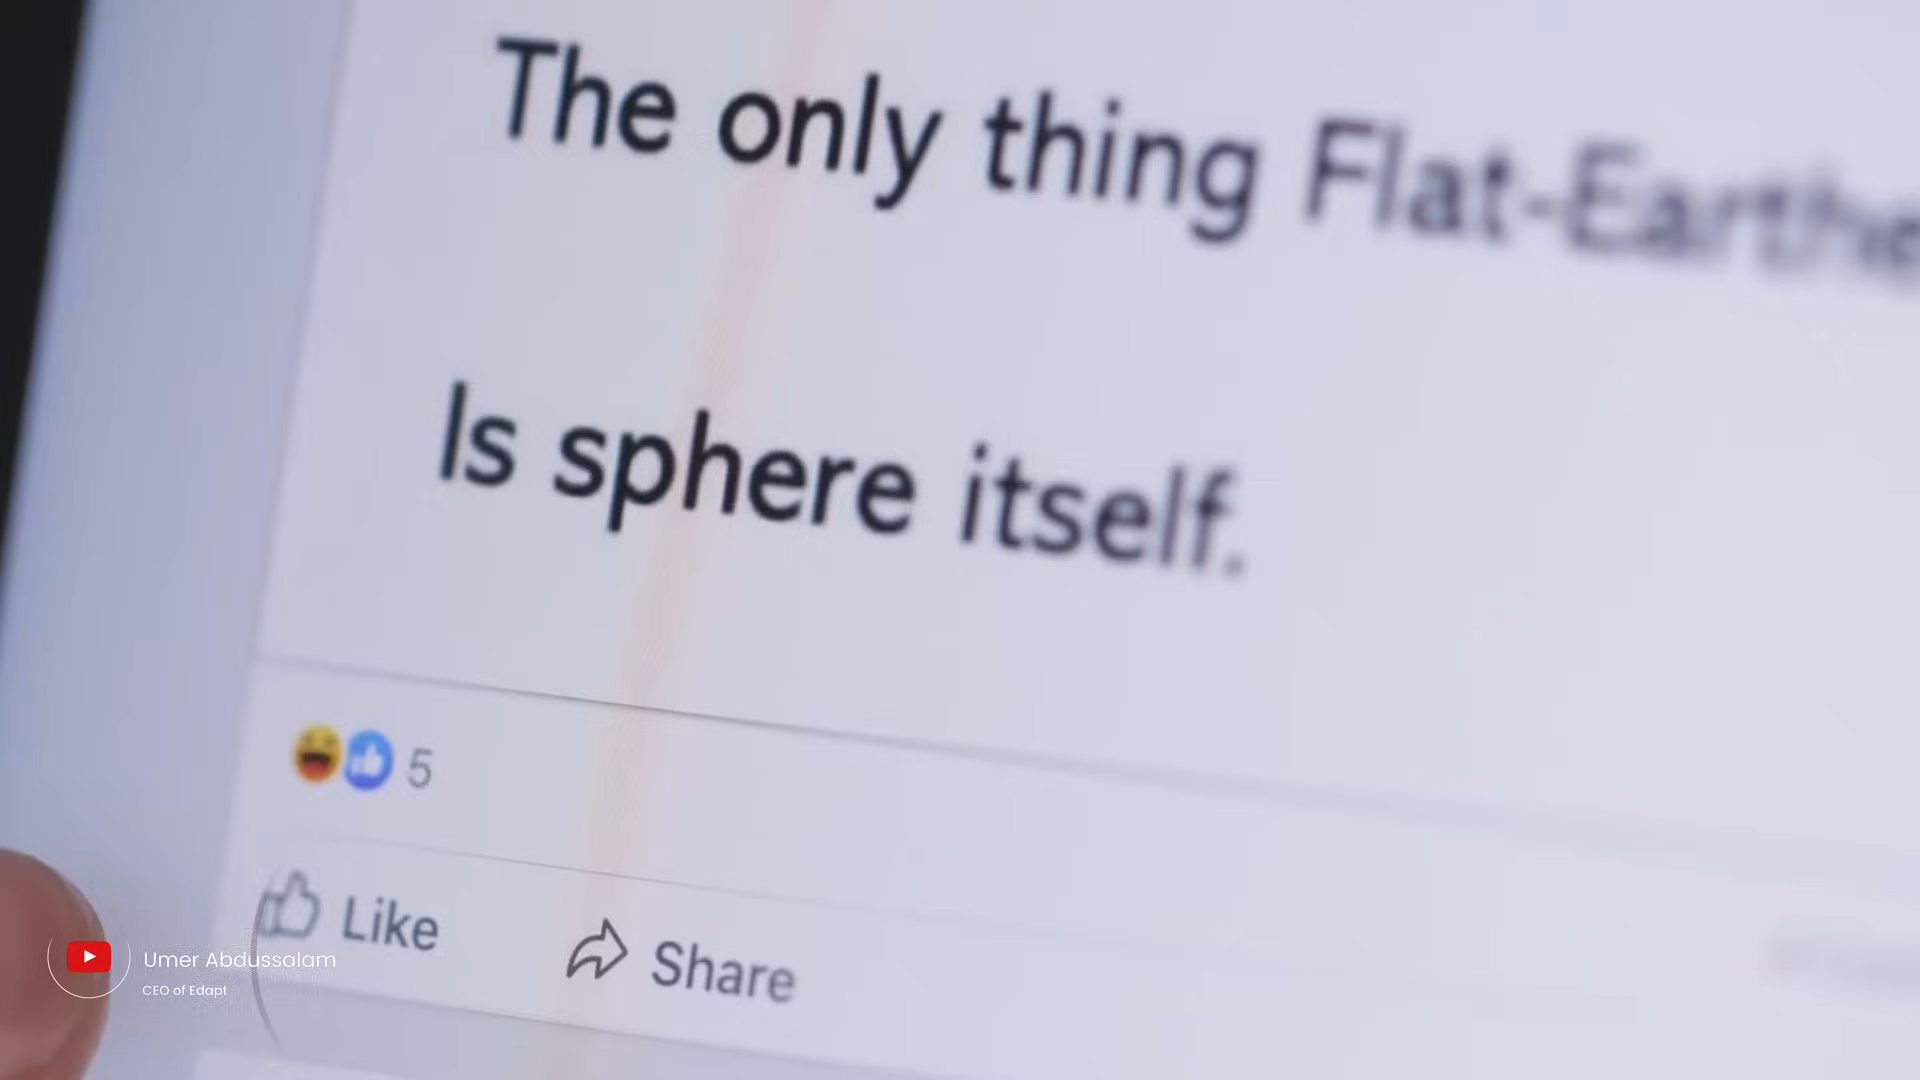 The only thing Flat-Earthe
Is sphere itself.
5
Like
Share
Umer Abdussalam
CEO of Edapt